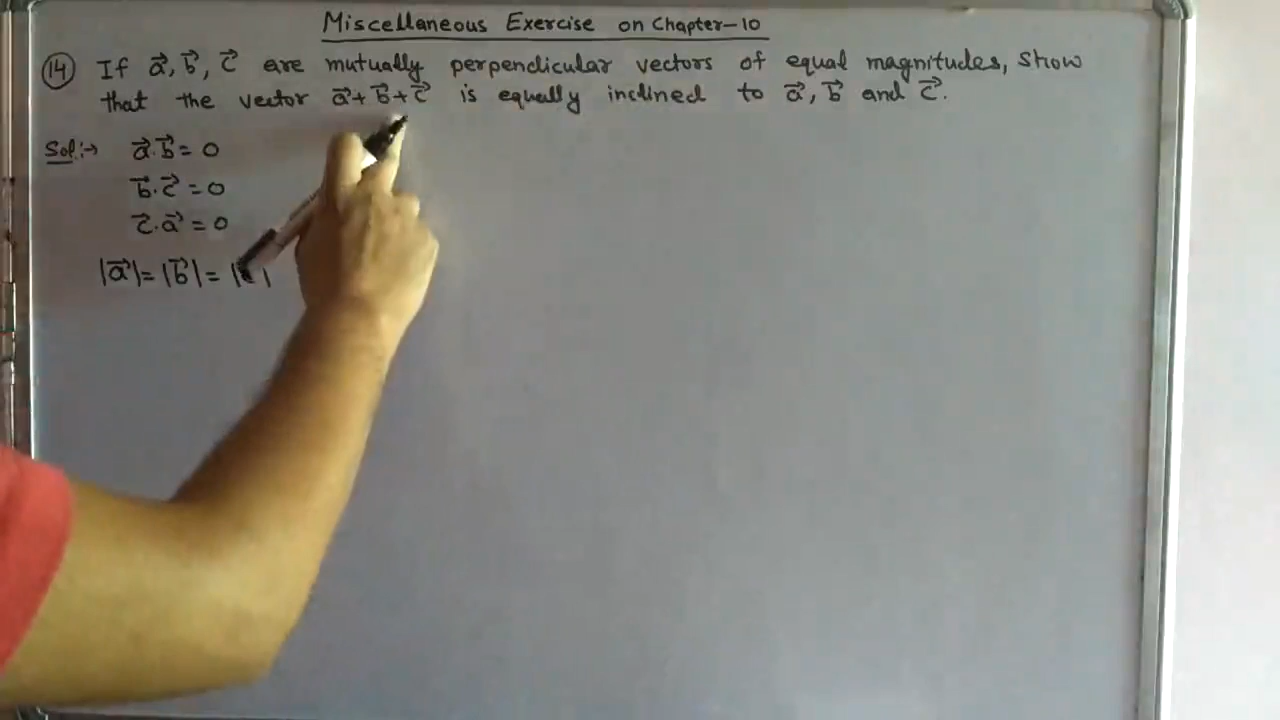 Miscellaneous Exercise on Chapter-10
(14) If a⃗, b⃗, c⃗ are mutually perpendicular vectors of equal magnitudes, show
that the vector a⃗+b⃗+c⃗ is equally inclined to a⃗, b⃗ and c⃗.
Sol:→ a⃗.b⃗ = 0
b⃗.c⃗ = 0
c⃗.a⃗ = 0
|a⃗| = |b⃗| = | |